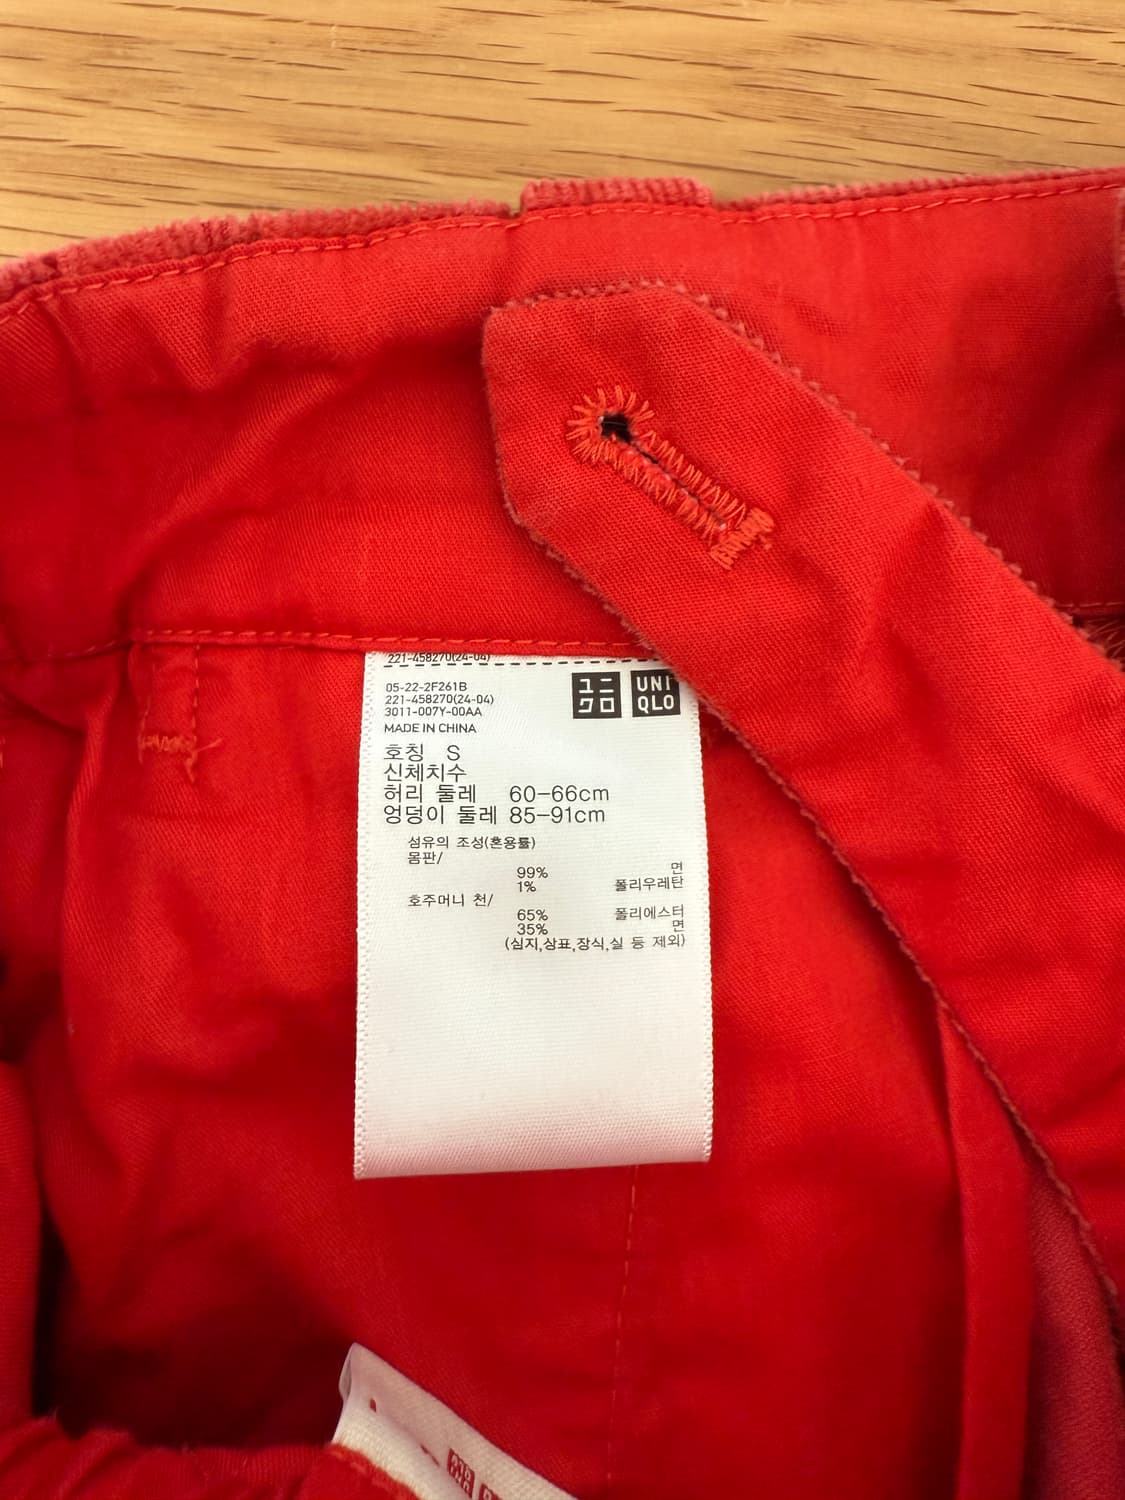 221-458270(24-04)
05-22-2F261B
221-458270(24-04)
3011-007Y-00AA
MADE IN CHINA
ユニクロ
UNIQLO
호칭 S
신체치수
허리 둘레 60-66cm
엉덩이 둘레 85-91cm
섬유의 조성(혼용률)
몸판/
99% 면
1% 폴리우레탄
호주머니 천/
65% 폴리에스터
35% 면
(심지,상표,장식,실 등 제외)